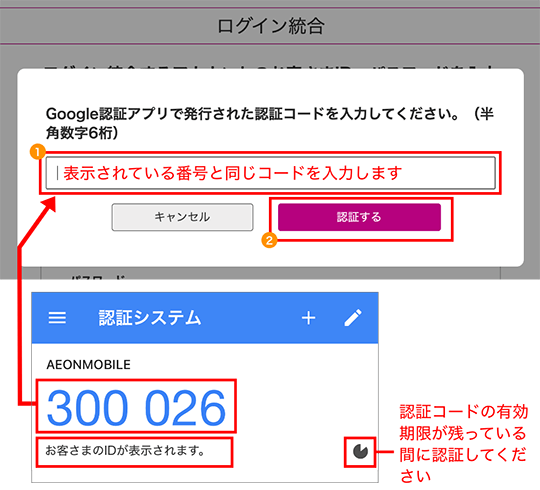 ログイン統合
Google認証アプリで発行された認証コードを入力してください。（半
角数字6桁）
1
表示されている番号と同じコードを入力します
キャンセル
認証する
2
パスワード
認証システム
AEONMOBILE
300 026
お客さまのIDが表示されます。
認証コードの有効
期限が残っている
間に認証してくだ
さい